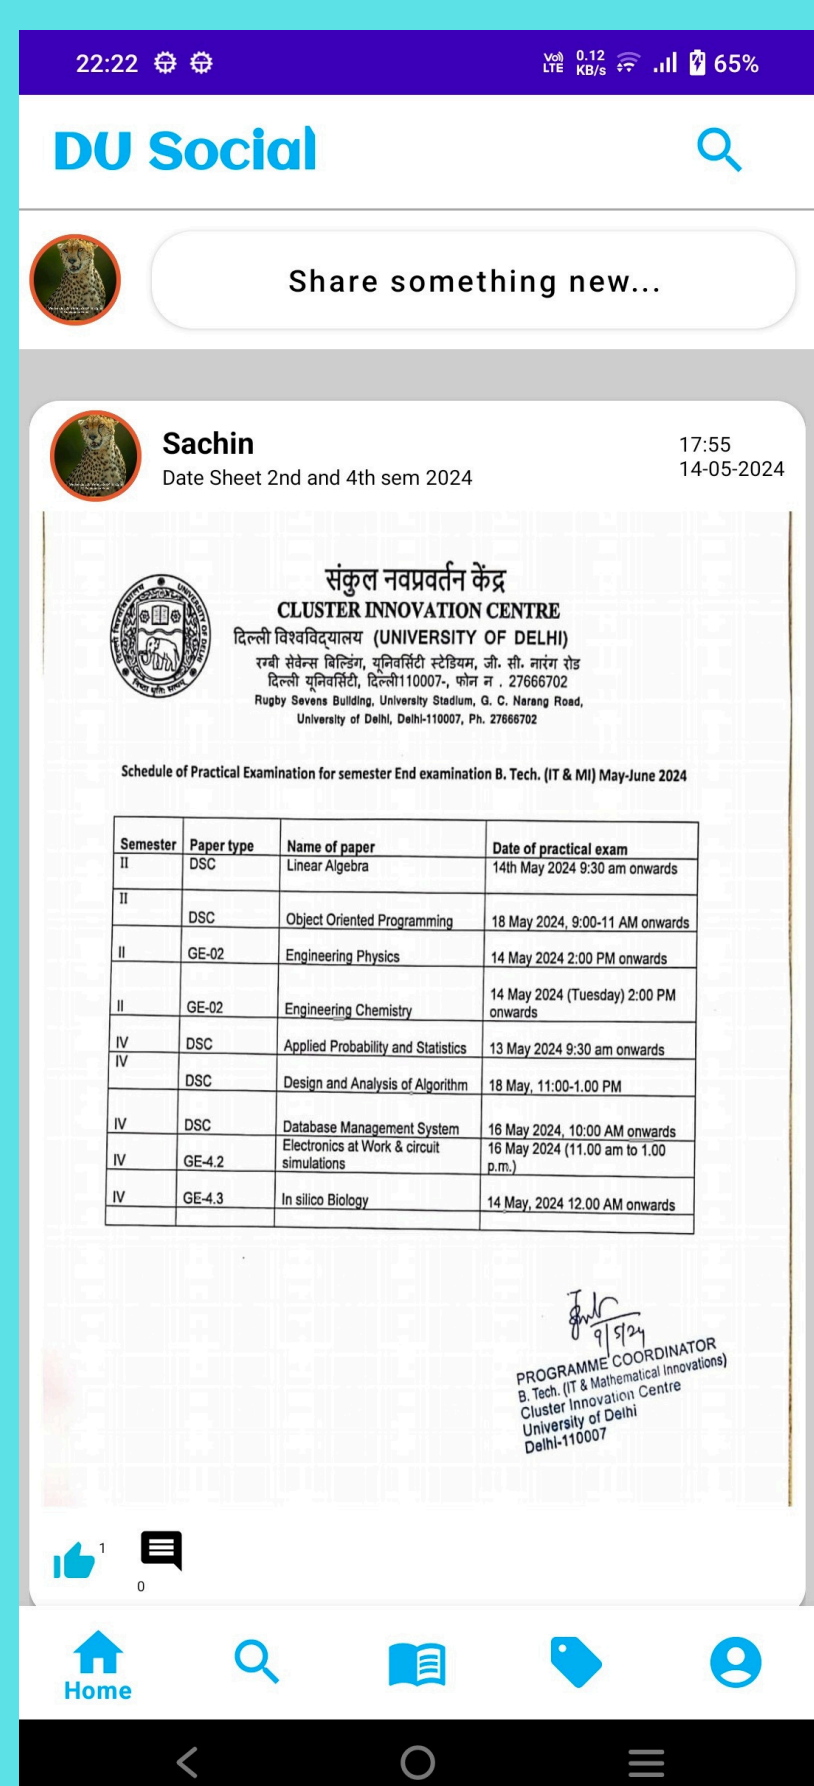 22:22 Vo) LTE 0.12 KB/s 65%
DU Social
Share something new...
Sachin
Date Sheet 2nd and 4th sem 2024
17:55
14-05-2024
संकुल नवप्रवर्तन केंद्र
CLUSTER INNOVATION CENTRE
दिल्ली विश्वविद्यालय (UNIVERSITY OF DELHI)
रग्बी सेवेन्स बिल्डिंग, यूनिवर्सिटी स्टेडियम, जी. सी. नारंग रोड
दिल्ली यूनिवर्सिटी, दिल्ली110007-, फोन न . 27666702
Rugby Sevens Building, University Stadium, G. C. Narang Road,
University of Delhi, Delhi-110007, Ph. 27666702
Schedule of Practical Examination for semester End examination B. Tech. (IT & MI) May-June 2024
Semester Paper type Name of paper Date of practical exam
II DSC Linear Algebra 14th May 2024 9:30 am onwards
II
DSC Object Oriented Programming 18 May 2024, 9:00-11 AM onwards
II GE-02 Engineering Physics 14 May 2024 2:00 PM onwards
14 May 2024 (Tuesday) 2:00 PM
II GE-02 Engineering Chemistry onwards
IV DSC Applied Probability and Statistics 13 May 2024 9:30 am onwards
IV
DSC Design and Analysis of Algorithm 18 May, 11:00-1.00 PM
IV DSC Database Management System 16 May 2024, 10:00 AM onwards
Electronics at Work & circuit 16 May 2024 (11.00 am to 1.00
IV GE-4.2 simulations p.m.)
IV GE-4.3 In silico Biology 14 May, 2024 12.00 AM onwards
9/5/24
PROGRAMME COORDINATOR
B. Tech. (IT & Mathematical Innovations)
Cluster Innovation Centre
University of Delhi
Delhi-110007
1
0
Home